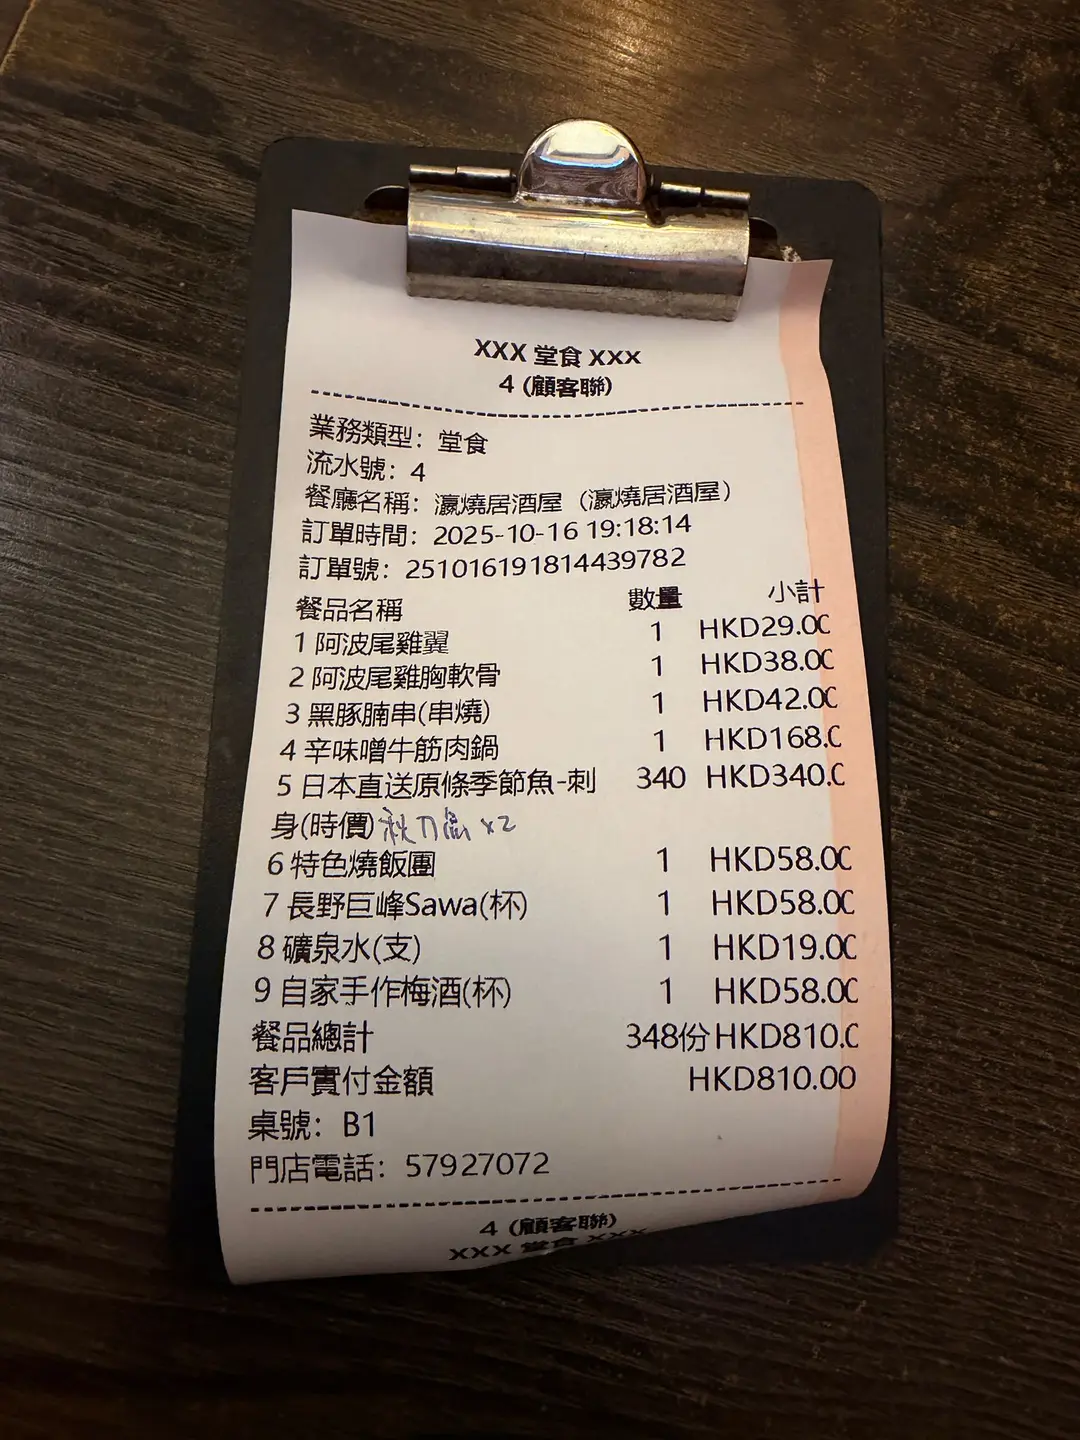 XXX 堂食 XXX
4 (顧客聯)
業務類型：堂食
流水號：4
餐廳名稱：瀛燒居酒屋（瀛燒居酒屋）
訂單時間：2025-10-16 19:18:14
訂單號：251016191814439782
餐品名稱 數量 小計
1 阿波尾雞翼 1 HKD29.00
2 阿波尾雞胸軟骨 1 HKD38.00
3 黑豚腩串(串燒) 1 HKD42.00
4 辛味噌牛筋肉鍋 1 HKD168.0
5 日本直送原條季節魚-刺 340 HKD340.0
身(時價) 秋刀魚 x2
6 特色燒飯團 1 HKD58.00
7 長野巨峰Sawa(杯) 1 HKD58.00
8 礦泉水(支) 1 HKD19.00
9 自家手作梅酒(杯) 1 HKD58.00
餐品總計 348份 HKD810.0
客戶實付金額 HKD810.00
桌號：B1
門店電話：57927072
4 (顧客聯)
XXX 堂食 XXX